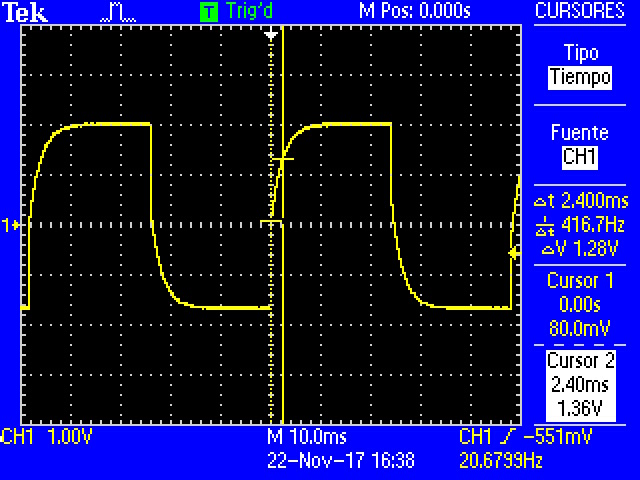 Tek T Trig'd M Pos: 0.000s CURSORES
Tipo
Tiempo
Fuente
CH1
△t 2.400ms
1/△t 416.7Hz
△V 1.28V
1
Cursor 1
0.00s
80.0mV
Cursor 2
2.40ms
1.36V
CH1 1.00V M 10.0ms CH1 -551mV
22-Nov-17 16:38 20.6799Hz